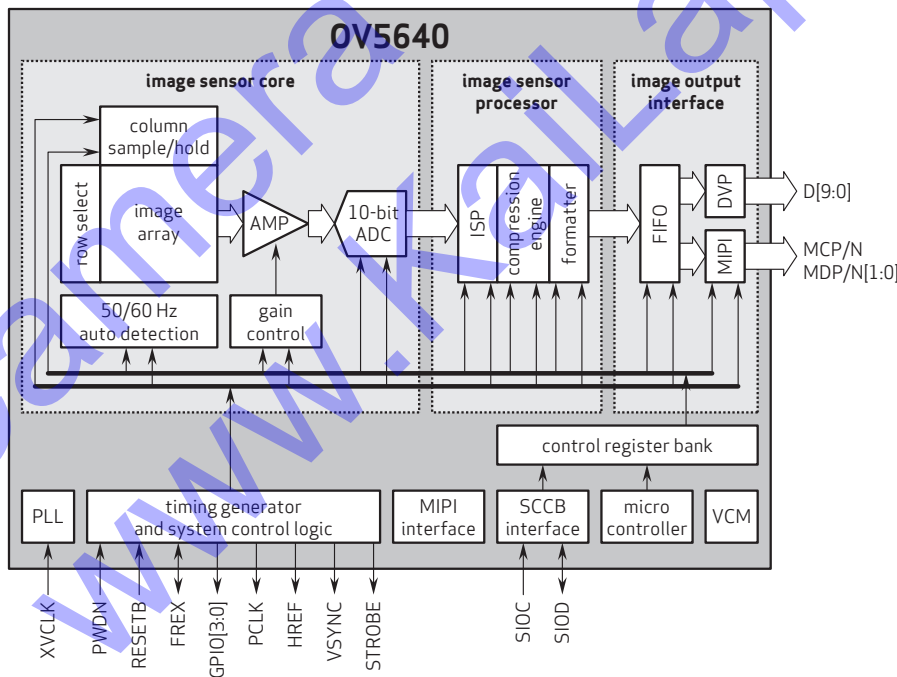 OV5640
image sensor core
image sensor
processor
image output
interface
column
sample/hold
row select
image
array
AMP
10-bit
ADC
ISP
compression
engine
formatter
FIFO
DVP
MIPI
D[9:0]
MCP/N
MDP/N[1:0]
50/60 Hz
auto detection
gain
control
control register bank
PLL
timing generator
and system control logic
MIPI
interface
SCCB
interface
micro
controller
VCM
XVCLK
PWDN
RESETB
FREX
GPIO[3:0]
PCLK
HREF
VSYNC
STROBE
SIOC
SIOD